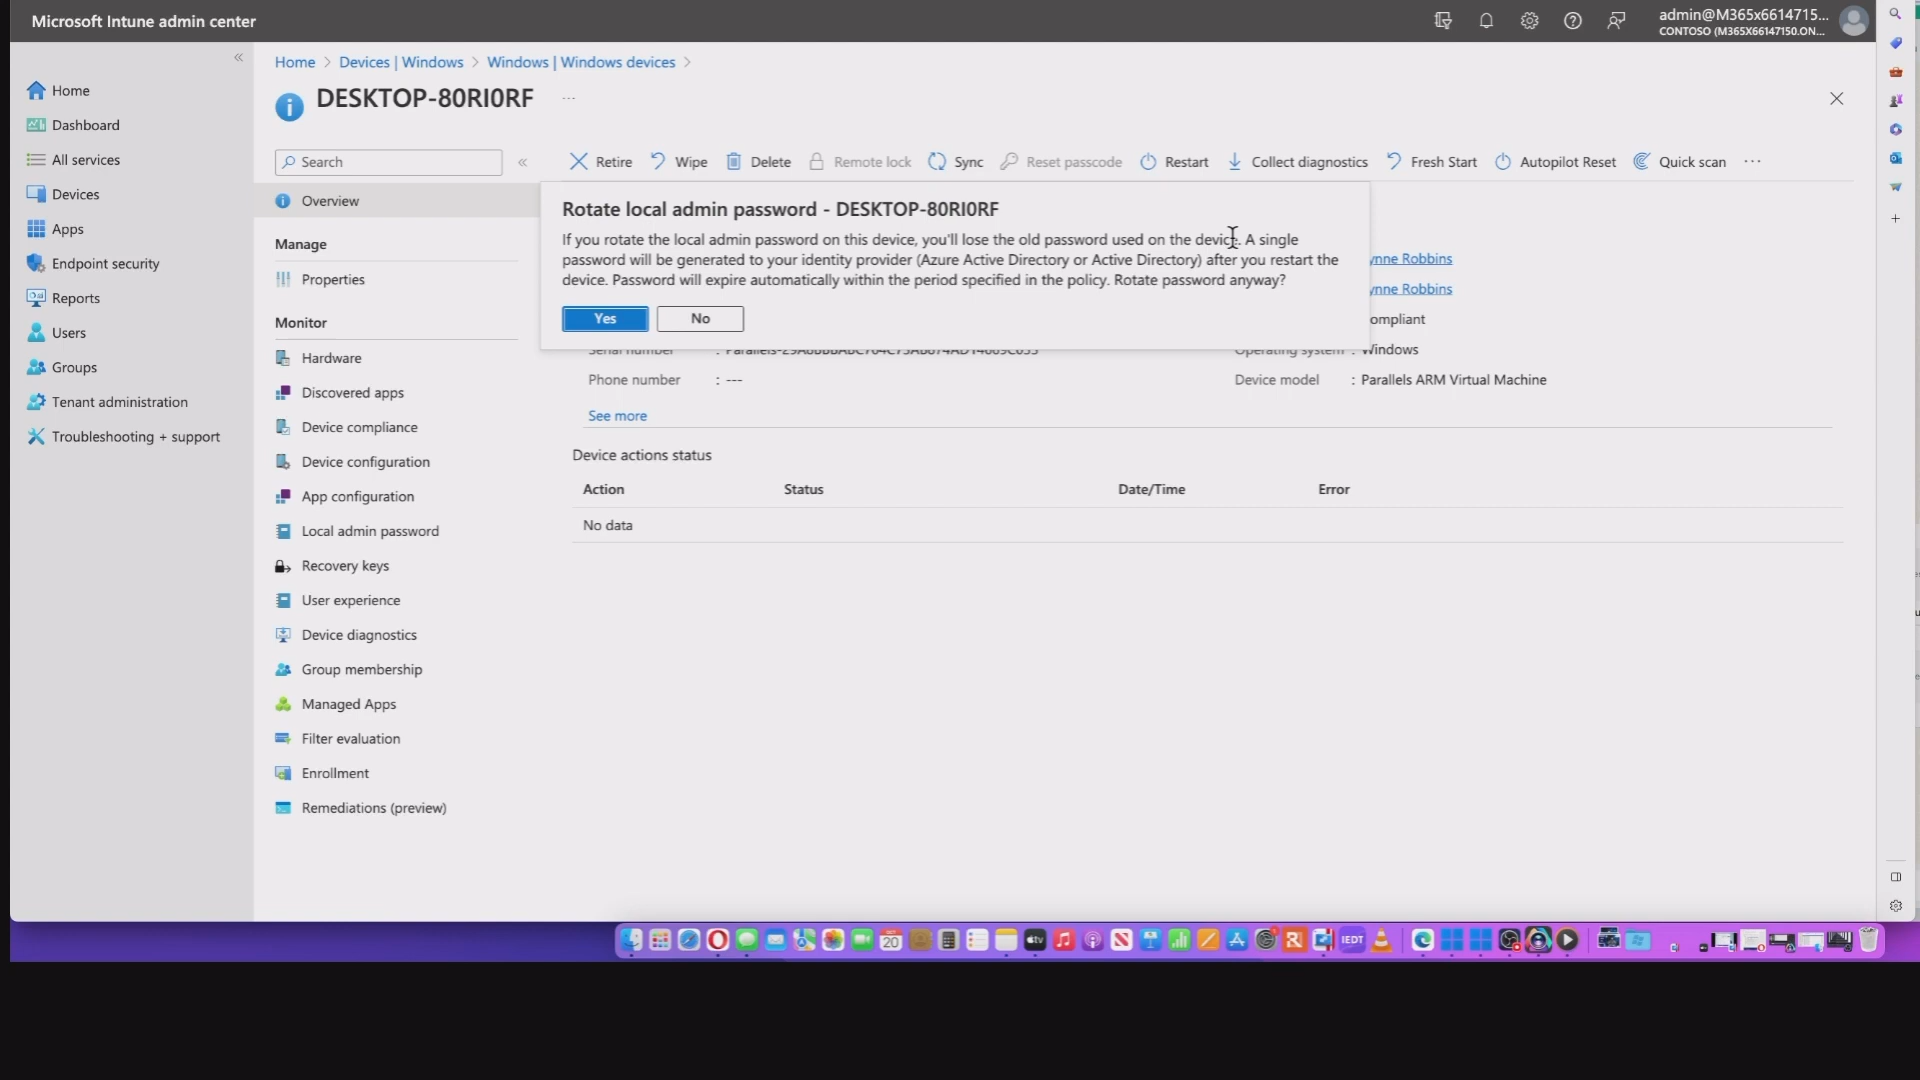 Microsoft Intune admin center
admin@M365x6614715...
CONTOSO (M365X66147150.ON...
Home
Dashboard
All services
Devices
Apps
Endpoint security
Reports
Users
Groups
Tenant administration
Troubleshooting + support
Home > Devices | Windows > Windows | Windows devices >
DESKTOP-80RI0RF ...
Search
Overview
Manage
Properties
Monitor
Hardware
Discovered apps
Device compliance
Device configuration
App configuration
Local admin password
Recovery keys
User experience
Device diagnostics
Group membership
Managed Apps
Filter evaluation
Enrollment
Remediations (preview)
Retire Wipe Delete Remote lock Sync Reset passcode Restart Collect diagnostics Fresh Start Autopilot Reset Quick scan ...
Rotate local admin password - DESKTOP-80RI0RF
If you rotate the local admin password on this device, you'll lose the old password used on the device. A single
password will be generated to your identity provider (Azure Active Directory or Active Directory) after you restart the
device. Password will expire automatically within the period specified in the policy. Rotate password anyway?
Yes No
ynne Robbins
ynne Robbins
ompliant
Serial number :
Operating system : Windows
Phone number : ---
Device model : Parallels ARM Virtual Machine
See more
Device actions status
Action Status Date/Time Error
No data
20
IEDT